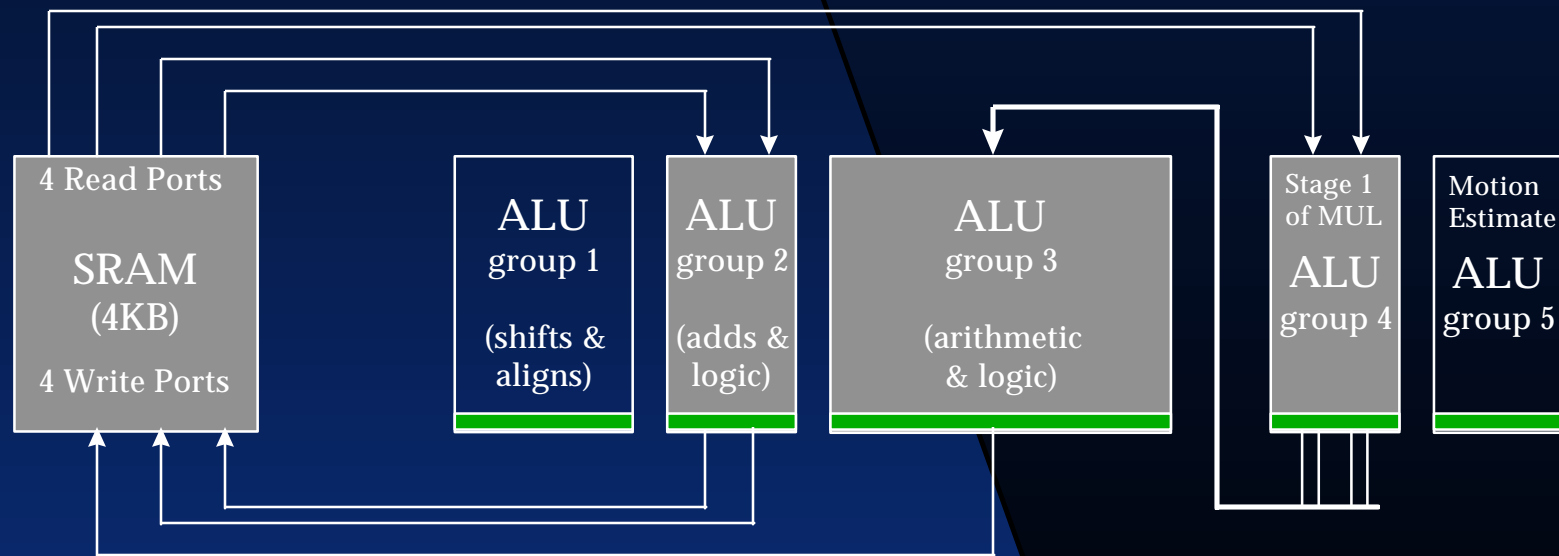 4 Read Ports
SRAM
(4KB)
4 Write Ports
ALU
group 1
(shifts &
aligns)
ALU
group 2
(adds &
logic)
ALU
group 3
(arithmetic
& logic)
Stage 1
of MUL
ALU
group 4
Motion
Estimate
ALU
group 5